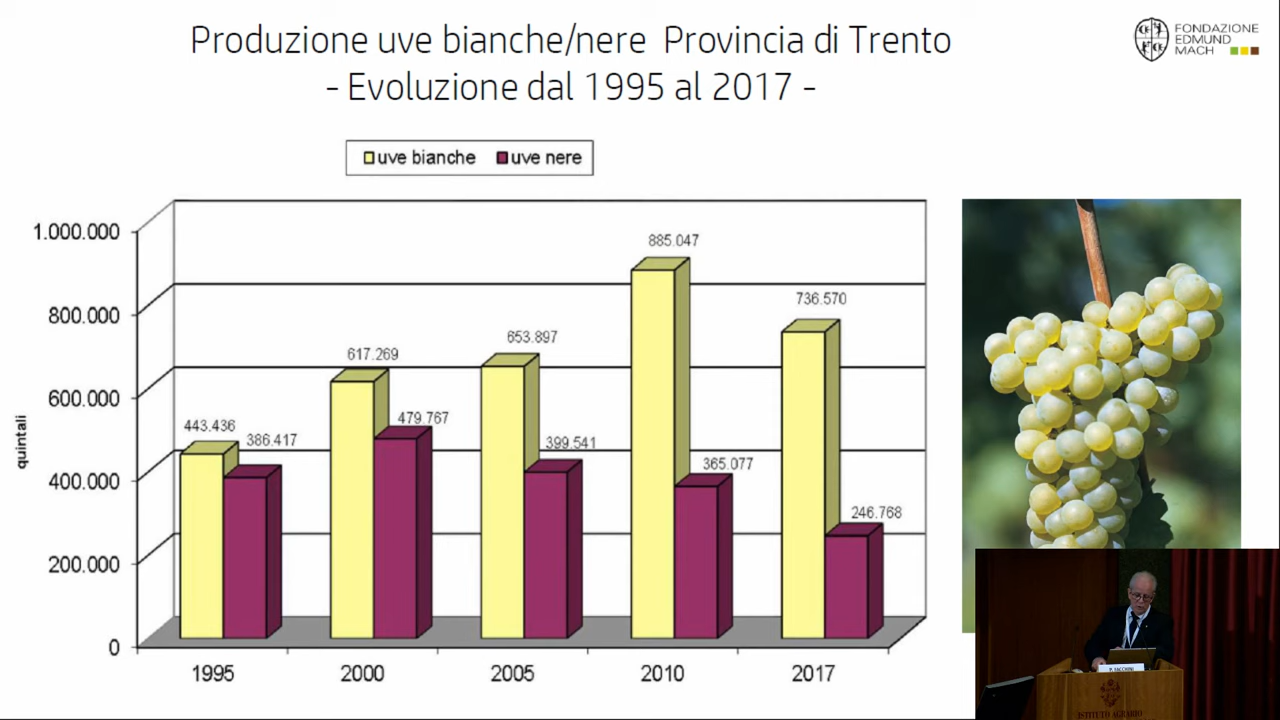 Produzione uve bianche/nere Provincia di Trento
- Evoluzione dal 1995 al 2017 -
FONDAZIONE
EDMUND
MACH
uve bianche
uve nere
quintali
1.000.000
800.000
600.000
400.000
200.000
0
443.436
386.417
617.269
479.767
653.897
399.541
885.047
365.077
736.570
246.768
1995
2000
2005
2010
2017
ISTITUTO AGRARIO